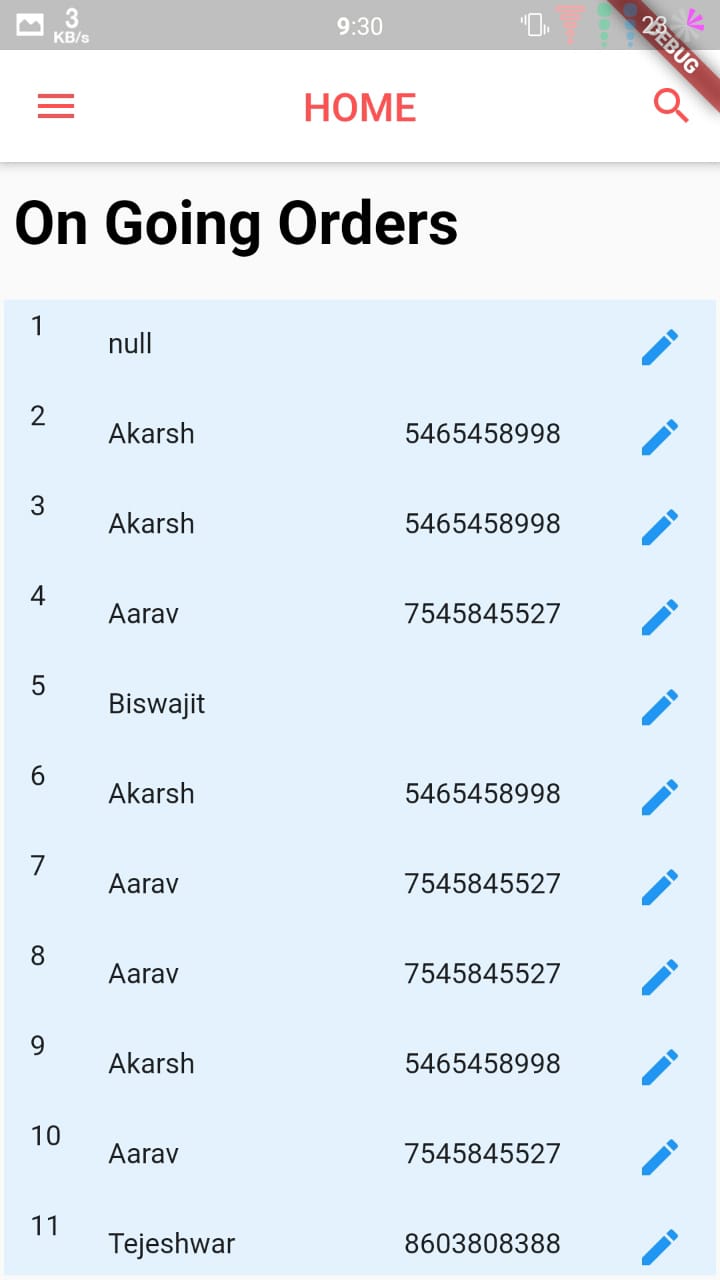 3
KB/s
9:30
23
DEBUG
HOME
On Going Orders
1 null
2 Akarsh 5465458998
3 Akarsh 5465458998
4 Aarav 7545845527
5 Biswajit
6 Akarsh 5465458998
7 Aarav 7545845527
8 Aarav 7545845527
9 Akarsh 5465458998
10 Aarav 7545845527
11 Tejeshwar 8603808388